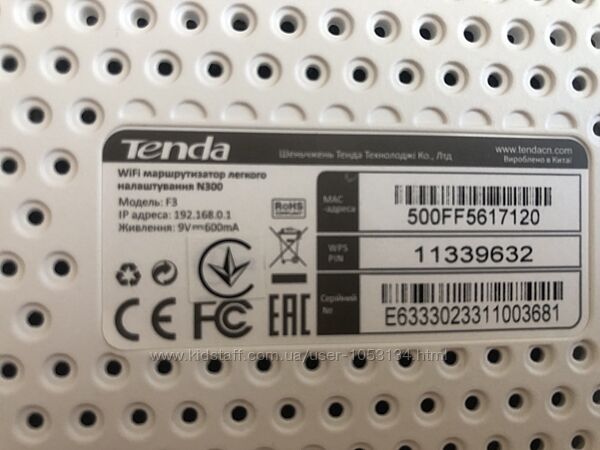 Tenda
Шеньчжень Тенда Технолоджі Ко., Лтд
www.tendacn.com
Вироблено в Китаї
WiFi маршрутизатор легкого
налаштування N300
Модель: F3
IP адреса: 192.168.0.1
Живлення: 9V⎓600mA
RoHS
MAC
-адреса
500FF5617120
WPS
PIN
11339632
Серійний
№
E6333023311003681
CE FC EAC
www.kidstaff.com.ua/user-1053134.html